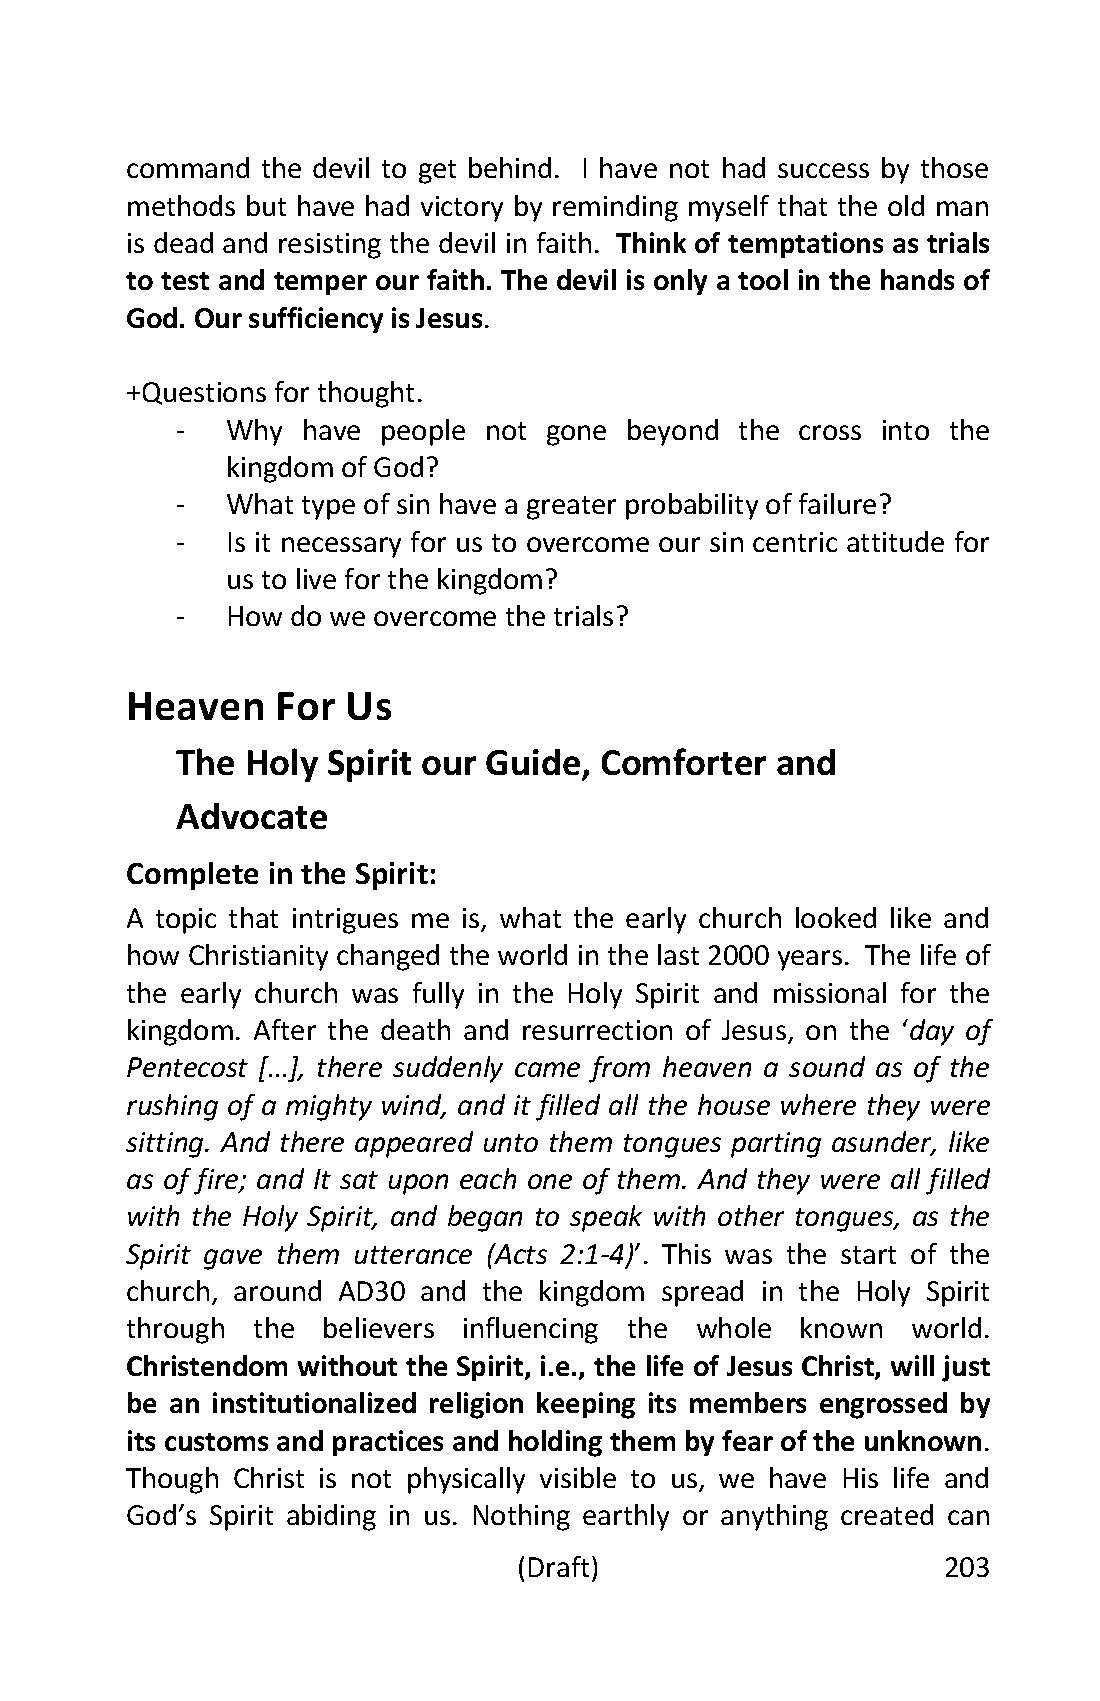 command the devil to get behind.  I have not had success by those
methods but have had victory by reminding myself that the old man
is dead and resisting the devil in faith.  Think of temptations as trials
to test and temper our faith. The devil is only a tool in the hands of
God. Our sufficiency is Jesus.
+Questions for thought.
- Why have people not gone beyond the cross into the
kingdom of God?
- What type of sin have a greater probability of failure?
- Is it necessary for us to overcome our sin centric attitude for
us to live for the kingdom?
- How do we overcome the trials?
Heaven For Us
The Holy Spirit our Guide, Comforter and
Advocate
Complete in the Spirit:
A topic that intrigues me is, what the early church looked like and
how Christianity changed the world in the last 2000 years.  The life of
the early church was fully in the Holy Spirit and missional for the
kingdom. After the death and resurrection of Jesus, on the ‘day of
Pentecost […], there suddenly came from heaven a sound as of the
rushing of a mighty wind, and it filled all the house where they were
sitting. And there appeared unto them tongues parting asunder, like
as of fire; and It sat upon each one of them. And they were all filled
with the Holy Spirit, and began to speak with other tongues, as the
Spirit gave them utterance (Acts 2:1-4)’. This was the start of the
church, around AD30 and the kingdom spread in the Holy Spirit
through the believers influencing the whole known world.
Christendom without the Spirit, i.e., the life of Jesus Christ, will just
be an institutionalized religion keeping its members engrossed by
its customs and practices and holding them by fear of the unknown.
Though Christ is not physically visible to us, we have His life and
God’s Spirit abiding in us. Nothing earthly or anything created can
(Draft) 203